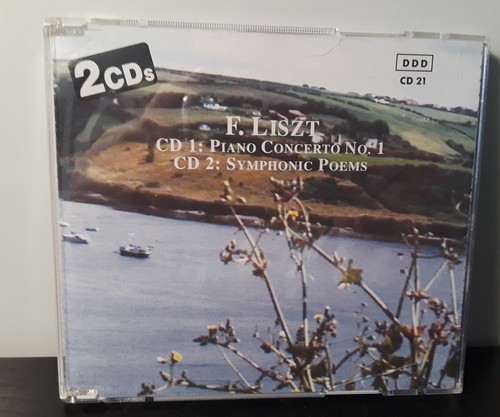 2CDs
DDD
CD 21
F. LISZT
CD 1: PIANO CONCERTO NO. 1
CD 2: SYMPHONIC POEMS